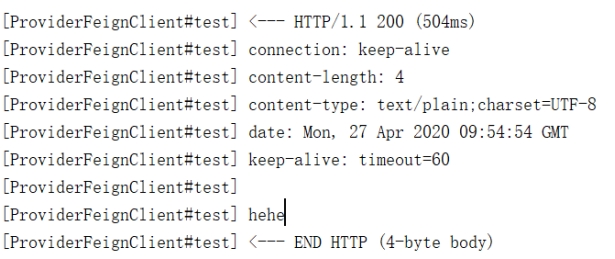 [ProviderFeignClient#test] <--- HTTP/1.1 200 (504ms)
[ProviderFeignClient#test] connection: keep-alive
[ProviderFeignClient#test] content-length: 4
[ProviderFeignClient#test] content-type: text/plain;charset=UTF-8
[ProviderFeignClient#test] date: Mon, 27 Apr 2020 09:54:54 GMT
[ProviderFeignClient#test] keep-alive: timeout=60
[ProviderFeignClient#test]
[ProviderFeignClient#test] hehe
[ProviderFeignClient#test] <--- END HTTP (4-byte body)